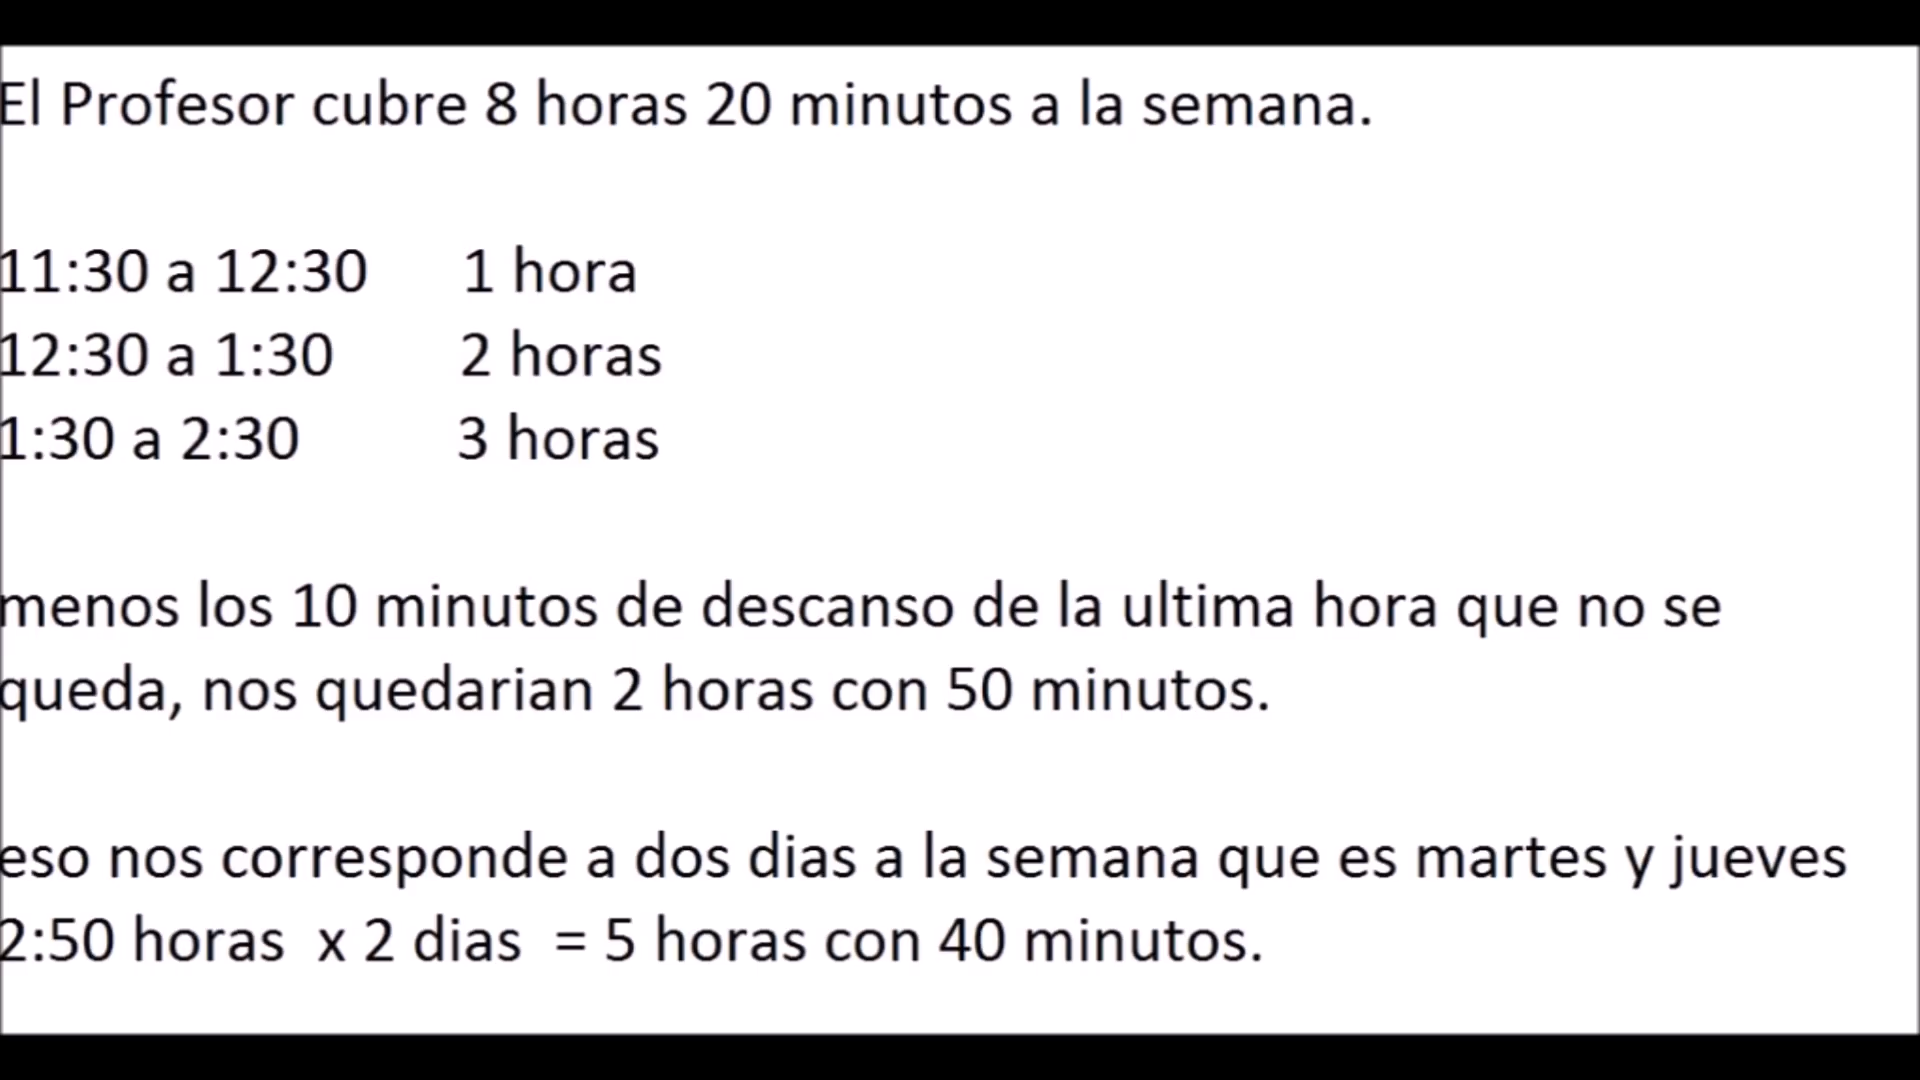 El Profesor cubre 8 horas 20 minutos a la semana.
11:30 a 12:30 1 hora
12:30 a 1:30 2 horas
1:30 a 2:30 3 horas
menos los 10 minutos de descanso de la ultima hora que no se
queda, nos quedarian 2 horas con 50 minutos.
eso nos corresponde a dos dias a la semana que es martes y jueves
2:50 horas x 2 dias = 5 horas con 40 minutos.